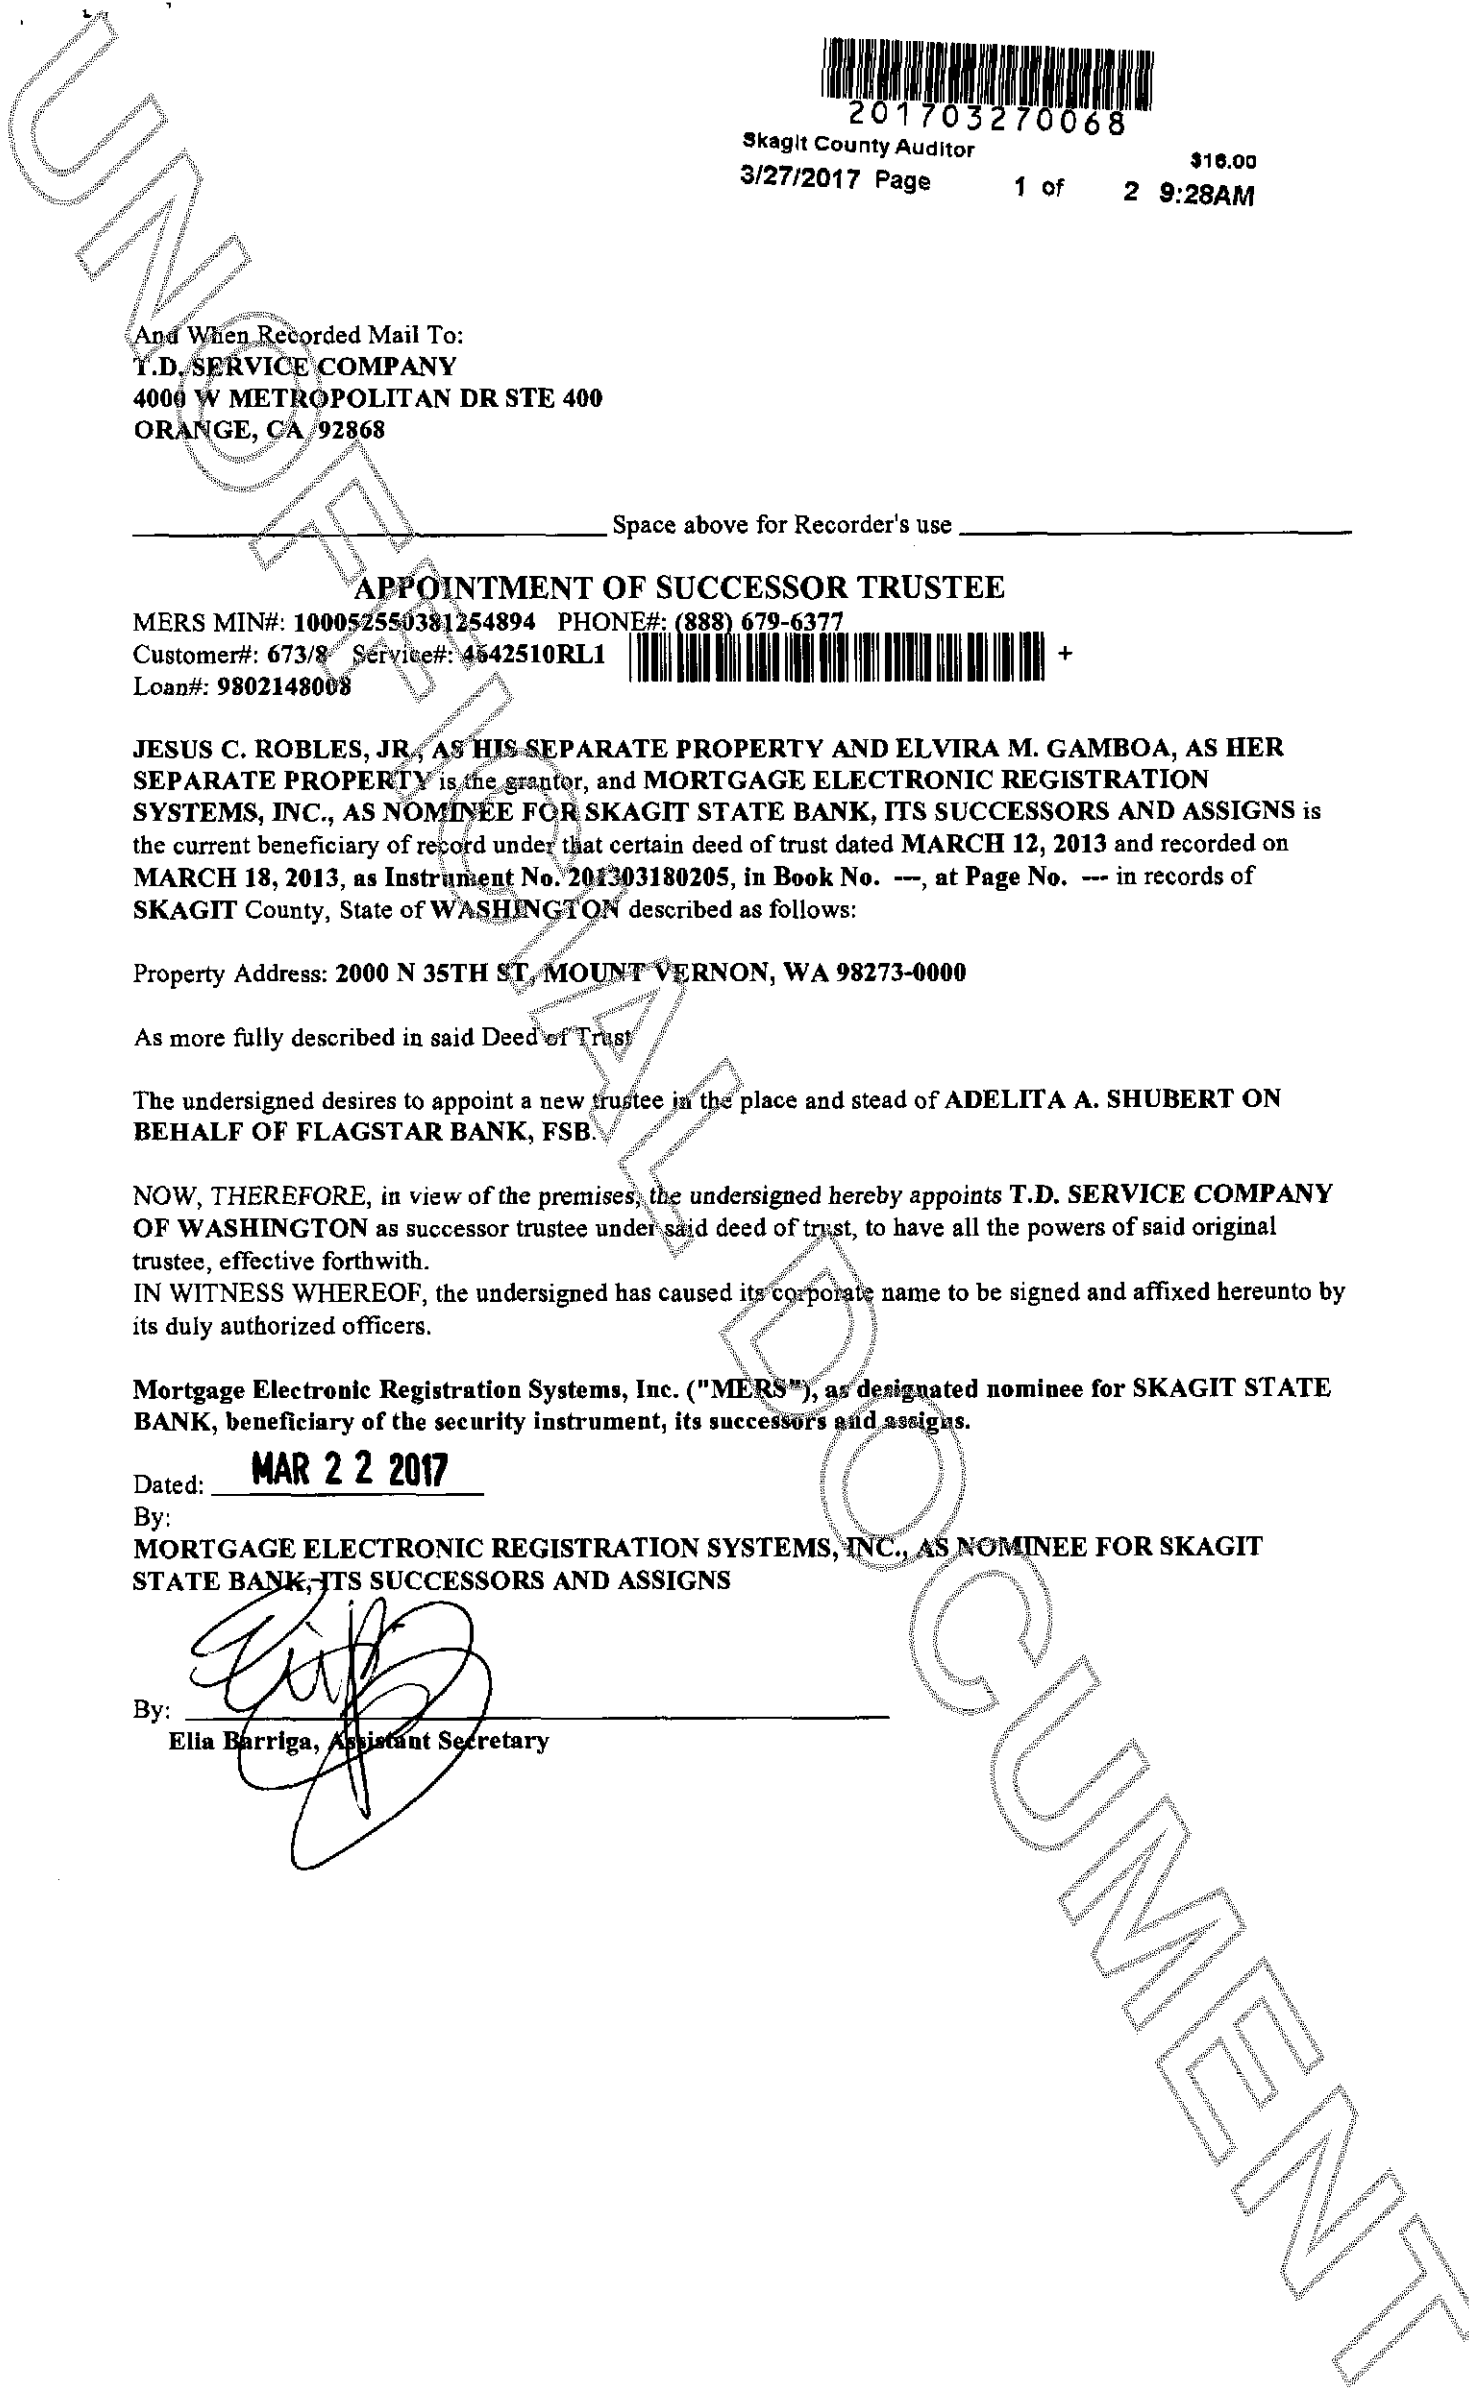 201703270068
Skagit County Auditor $16.00
3/27/2017 Page 1 of 2 9:28AM
And When Recorded Mail To:
T.D. SERVICE COMPANY
4000 W METROPOLITAN DR STE 400
ORANGE, CA 92868
Space above for Recorder's use
APPOINTMENT OF SUCCESSOR TRUSTEE
MERS MIN#: 100052550381254894 PHONE#: (888) 679-6377
Customer#: 673/8 Service#: 4642510RL1 +
Loan#: 9802148008
JESUS C. ROBLES, JR., AS HIS SEPARATE PROPERTY AND ELVIRA M. GAMBOA, AS HER
SEPARATE PROPERTY is the grantor, and MORTGAGE ELECTRONIC REGISTRATION
SYSTEMS, INC., AS NOMINEE FOR SKAGIT STATE BANK, ITS SUCCESSORS AND ASSIGNS is
the current beneficiary of record under that certain deed of trust dated MARCH 12, 2013 and recorded on
MARCH 18, 2013, as Instrument No. 201303180205, in Book No. ---, at Page No. --- in records of
SKAGIT County, State of WASHINGTON described as follows:
Property Address: 2000 N 35TH ST, MOUNT VERNON, WA 98273-0000
As more fully described in said Deed of Trust
The undersigned desires to appoint a new trustee in the place and stead of ADELITA A. SHUBERT ON
BEHALF OF FLAGSTAR BANK, FSB.
NOW, THEREFORE, in view of the premises, the undersigned hereby appoints T.D. SERVICE COMPANY
OF WASHINGTON as successor trustee under said deed of trust, to have all the powers of said original
trustee, effective forthwith.
IN WITNESS WHEREOF, the undersigned has caused its corporate name to be signed and affixed hereunto by
its duly authorized officers.
Mortgage Electronic Registration Systems, Inc. ("MERS"), as designated nominee for SKAGIT STATE
BANK, beneficiary of the security instrument, its successors and assigns.
Dated: MAR 22 2017
By:
MORTGAGE ELECTRONIC REGISTRATION SYSTEMS, INC., AS NOMINEE FOR SKAGIT
STATE BANK, ITS SUCCESSORS AND ASSIGNS
By:
Elia Barriga, Assistant Secretary
UNOFFICIAL DOCUMENT